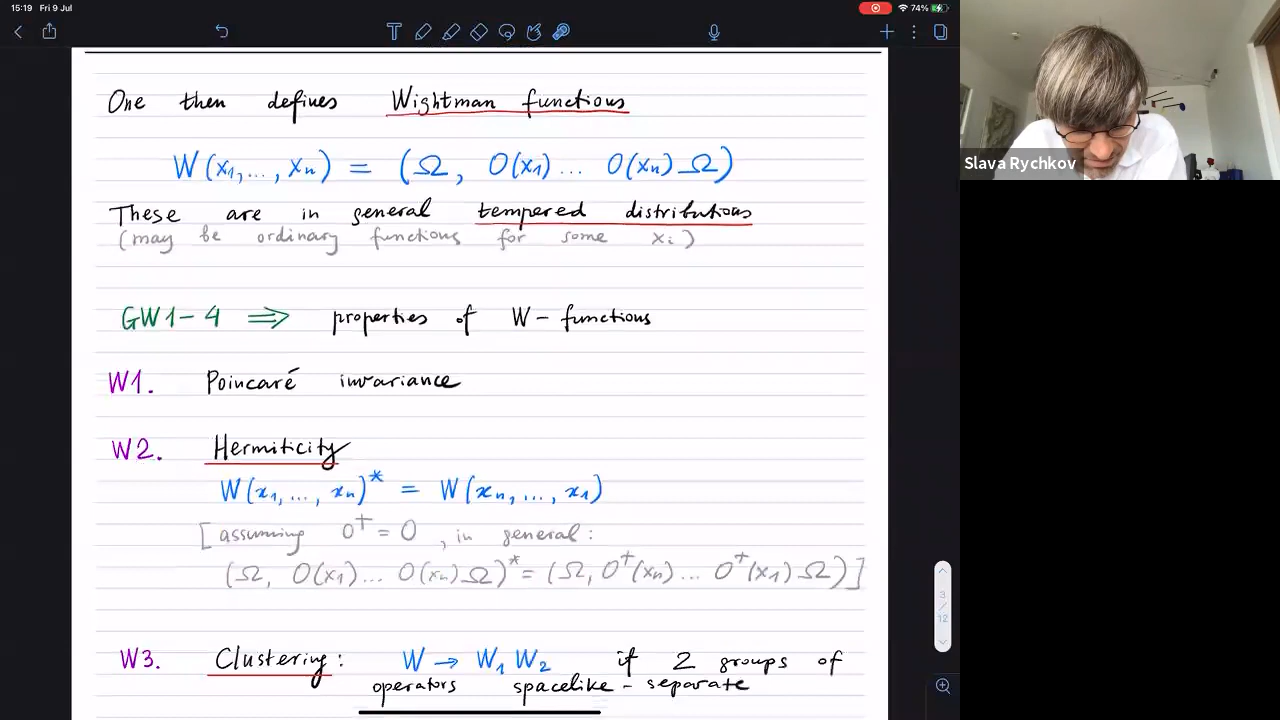 15:19 Fri 9 Jul
74%
One then defines Wightman functions
W(x₁,..., xₙ) = (Ω, O(x₁)... O(xₙ)Ω)
These are in general tempered distributions
(may be ordinary functions for some xᵢ)
GW1-4 ⟹ properties of W-functions
W1. Poincaré invariance
W2. Hermiticity
W(x₁,..., xₙ)* = W(xₙ,..., x₁)
[assuming O† = O, in general:
(Ω, O(x₁)... O(xₙ)Ω)* = (Ω, O†(xₙ)... O†(x₁)Ω)]
W3. Clustering: W → W₁ W₂ if 2 groups of
operators spacelike-separate
3
/
12
Slava Rychkov